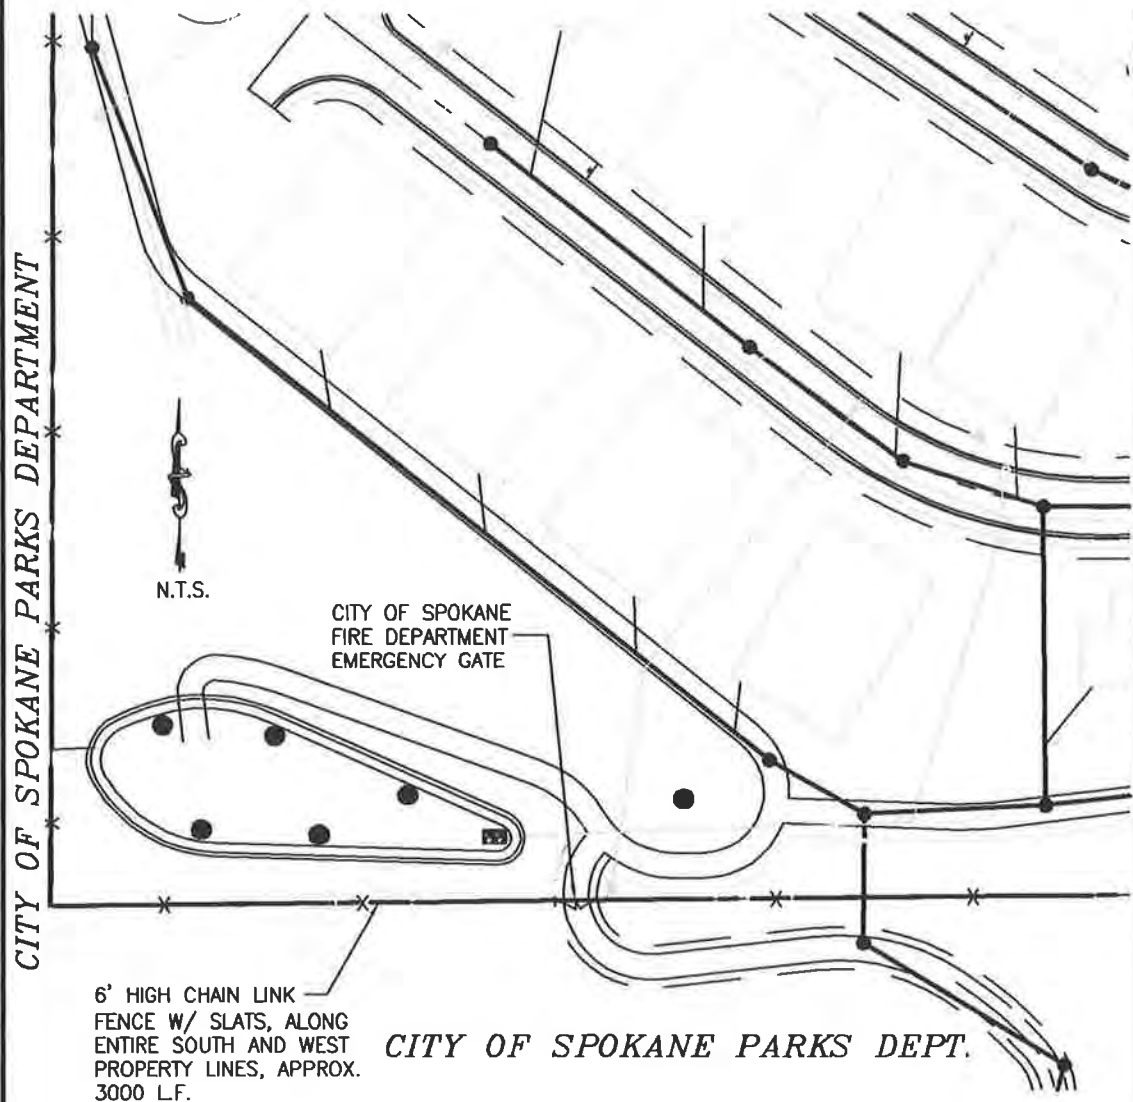 CITY OF SPOKANE PARKS DEPARTMENT
N.T.S.
CITY OF SPOKANE
FIRE DEPARTMENT
EMERGENCY GATE
6' HIGH CHAIN LINK
FENCE W/ SLATS, ALONG
ENTIRE SOUTH AND WEST
PROPERTY LINES, APPROX.
3000 L.F.
CITY OF SPOKANE PARKS DEPT.